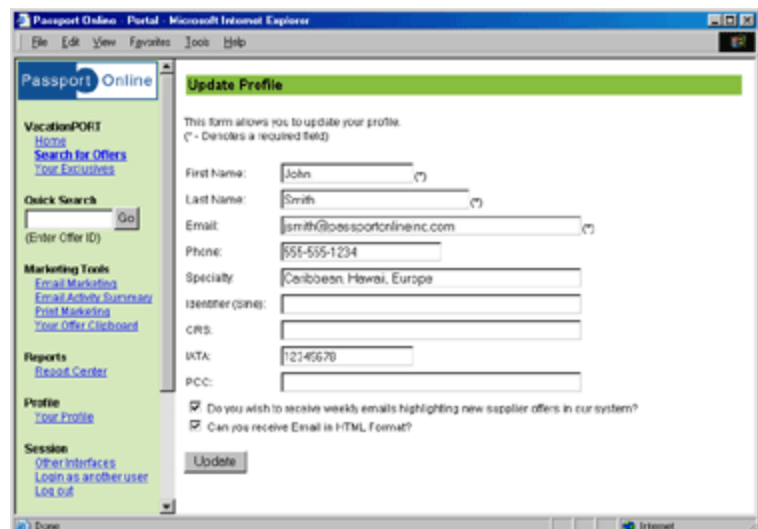 Passport Online - Portal - Microsoft Internet Explorer
File Edit View Favorites Tools Help
Passport Online
VacationPORT
Home
Search for Offers
Your Exclusives
Quick Search
Go
(Enter Offer ID)
Marketing Tools
Email Marketing
Email Activity Summary
Print Marketing
Your Offer Clipboard
Reports
Report Center
Profile
Your Profile
Session
Other Interfaces
Login as another user
Log out
Update Profile
This form allows you to update your profile.
(* - Denotes a required field)
First Name: John (*)
Last Name: Smith (*)
Email: jsmith@passportonlineinc.com (*)
Phone: 555-555-1234
Specialty: Caribbean, Hawaii, Europe
Identifier (Sine):
CRS:
IATA: 12345678
PCC:
Do you wish to receive weekly emails highlighting new supplier offers in our system?
Can you receive Email in HTML Format?
Update
Done Internet